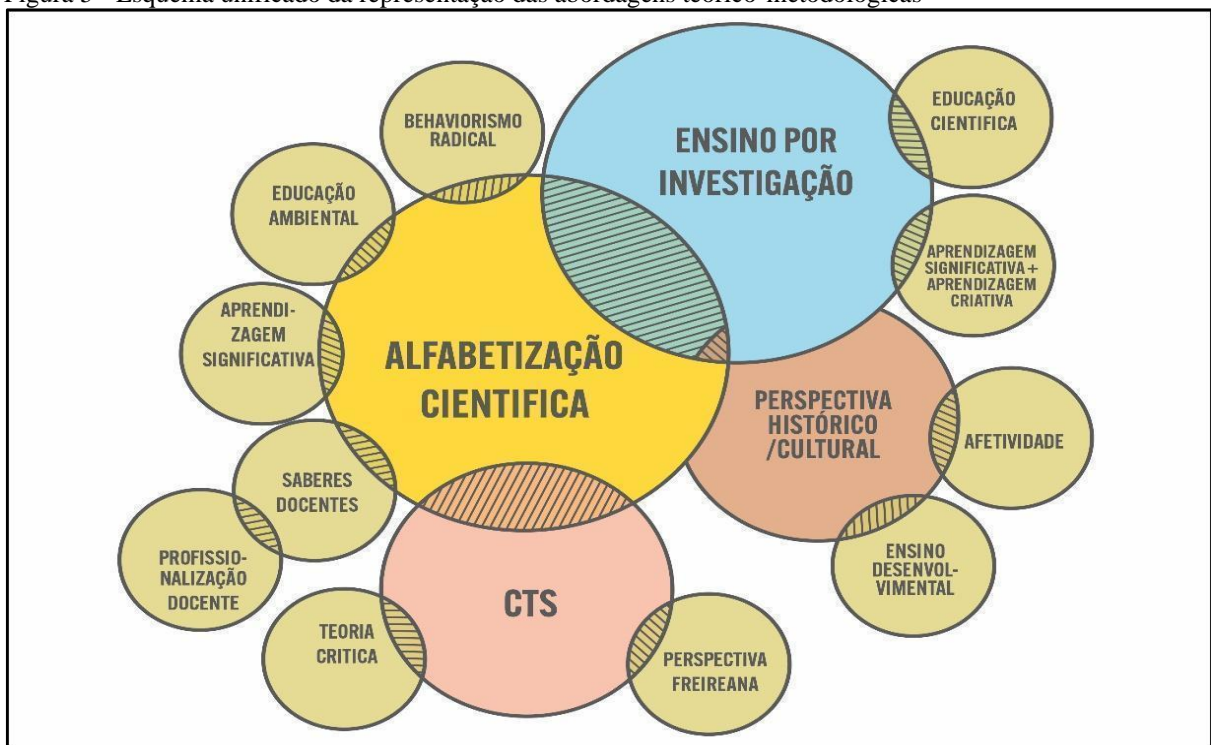 Figura 3 - Esquema unificado da representação das abordagens teórico-metodológicas
BEHAVIORISMO
RADICAL
ENSINO POR
INVESTIGAÇÃO
EDUCAÇÃO
CIENTIFICA
EDUCAÇÃO
AMBIENTAL
APRENDIZAGEM
SIGNIFICATIVA +
APRENDIZAGEM
CRIATIVA
APRENDI-
ZAGEM
SIGNIFICATIVA
ALFABETIZAÇÃO
CIENTIFICA
PERSPECTIVA
HISTÓRICO
/CULTURAL
AFETIVIDADE
SABERES
DOCENTES
PROFISSIO-
NALIZAÇÃO
DOCENTE
ENSINO
DESENVOL-
VIMENTAL
CTS
TEORIA
CRITICA
PERSPECTIVA
FREIREANA